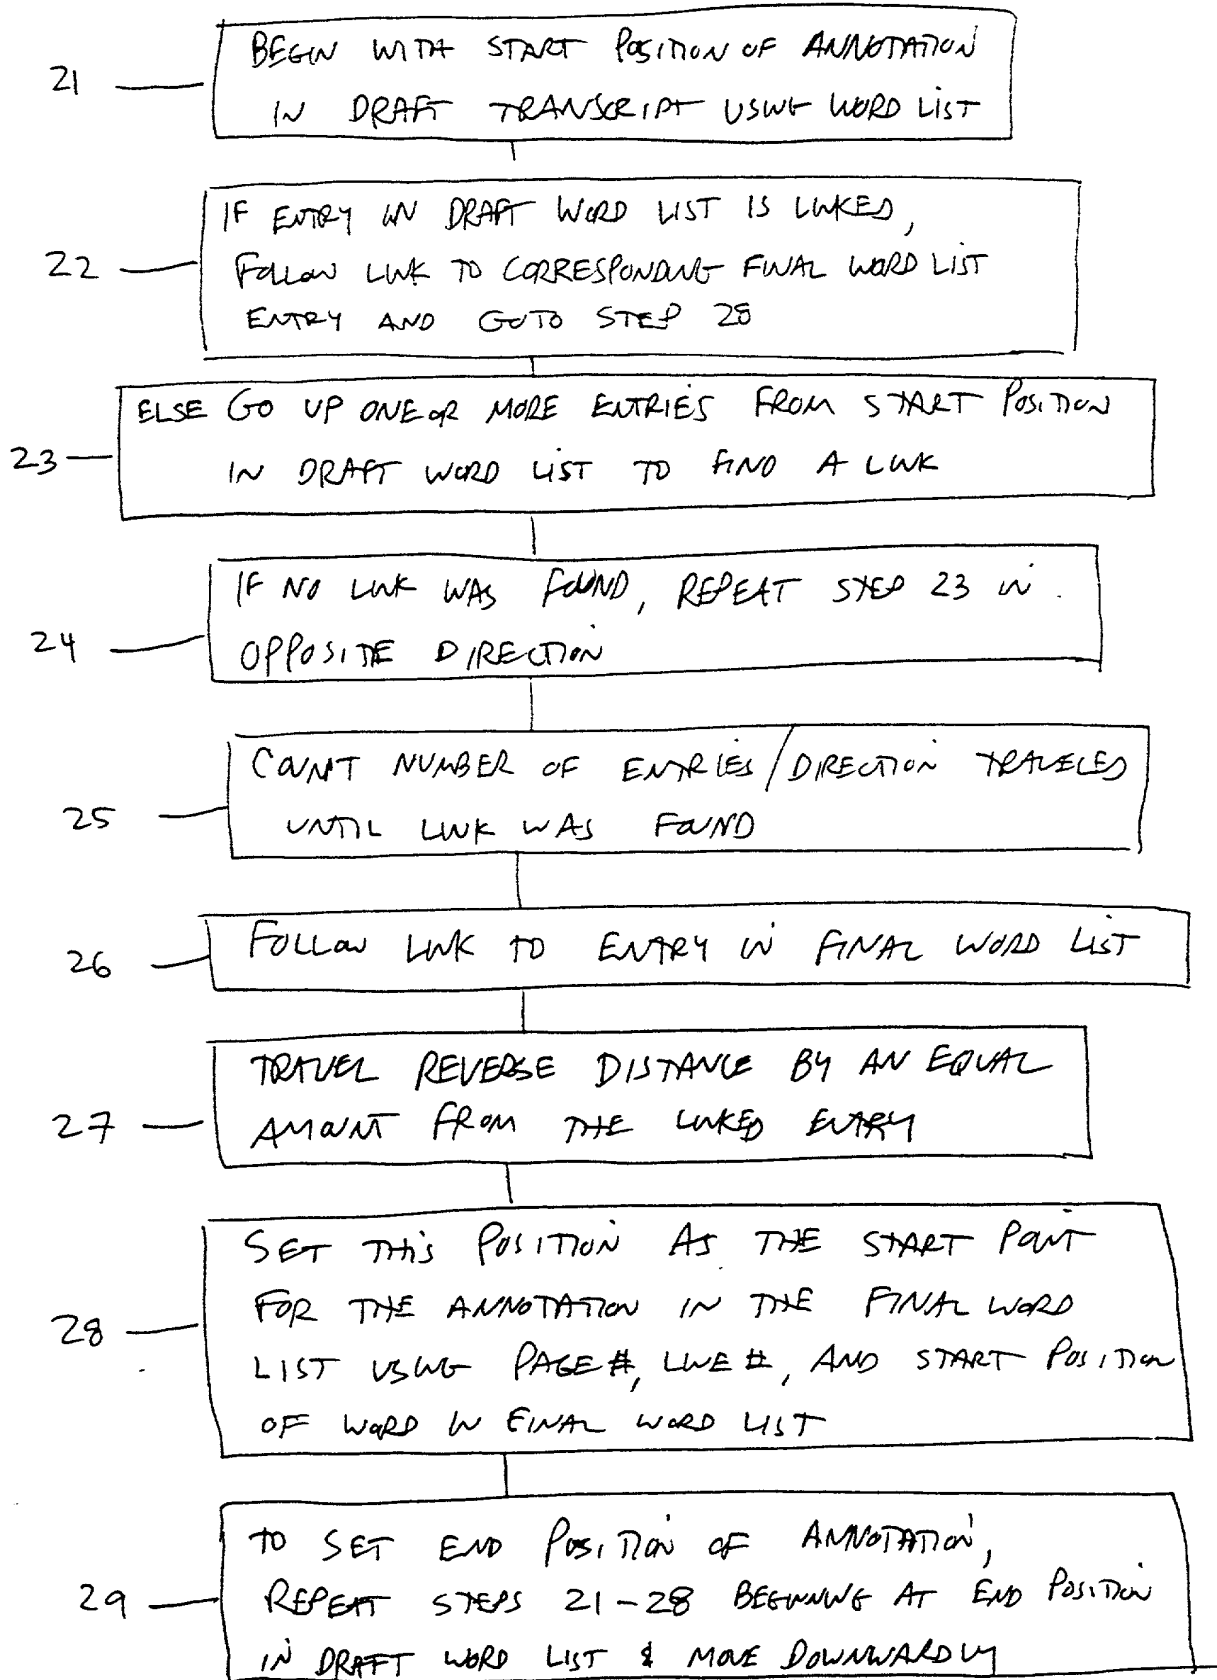 21
BEGIN WITH START POSITION OF ANNOTATION
IN DRAFT TRANSCRIPT USING WORD LIST
22
IF ENTRY IN DRAFT WORD LIST IS LINKED,
FOLLOW LINK TO CORRESPONDING FINAL WORD LIST
ENTRY AND GOTO STEP 28
23
ELSE GO UP ONE OR MORE ENTRIES FROM START POSITION
IN DRAFT WORD LIST TO FIND A LINK
24
IF NO LINK WAS FOUND, REPEAT STEP 23 IN
OPPOSITE DIRECTION
25
COUNT NUMBER OF ENTRIES/DIRECTION TRAVELED
UNTIL LINK WAS FOUND
26
FOLLOW LINK TO ENTRY IN FINAL WORD LIST
27
TRAVEL REVERSE DISTANCE BY AN EQUAL
AMOUNT FROM THE LINKED ENTRY
28
SET THIS POSITION AS THE START POINT
FOR THE ANNOTATION IN THE FINAL WORD
LIST USING PAGE #, LINE #, AND START POSITION
OF WORD IN FINAL WORD LIST
29
TO SET END POSITION OF ANNOTATION,
REPEAT STEPS 21-28 BEGINNING AT END POSITION
IN DRAFT WORD LIST & MOVE DOWNWARDLY